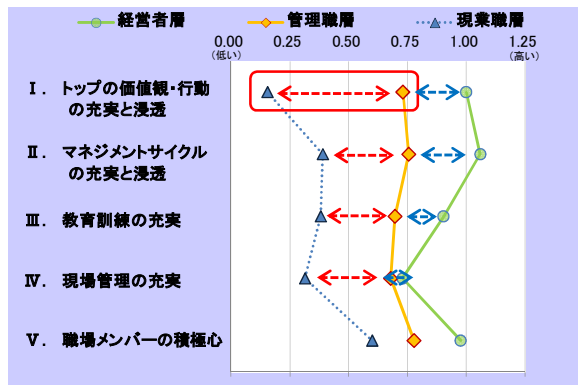 経営者層 管理職層 現業職層
0.00 0.25 0.50 0.75 1.00 1.25
(低い) (高い)
Ⅰ. トップの価値観・行動
の充実と浸透
Ⅱ. マネジメントサイクル
の充実と浸透
Ⅲ. 教育訓練の充実
Ⅳ. 現場管理の充実
Ⅴ. 職場メンバーの積極心